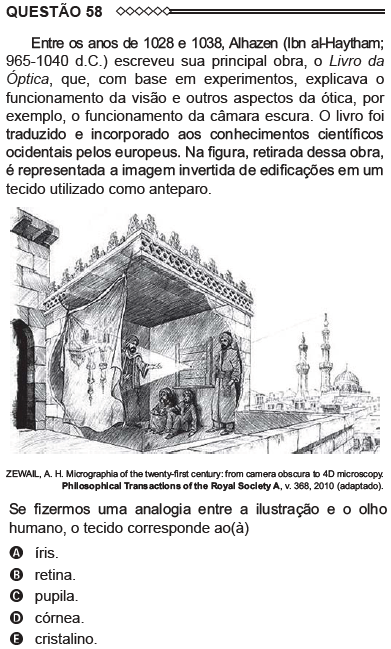 QUESTÃO 58
Entre os anos de 1028 e 1038, Alhazen (Ibn al-Haytham;
965-1040 d.C.) escreveu sua principal obra, o Livro da
Óptica, que, com base em experimentos, explicava o
funcionamento da visão e outros aspectos da ótica, por
exemplo, o funcionamento da câmara escura. O livro foi
traduzido e incorporado aos conhecimentos científicos
ocidentais pelos europeus. Na figura, retirada dessa obra,
é representada a imagem invertida de edificações em um
tecido utilizado como anteparo.
ZEWAIL, A. H. Micrographia of the twenty-first century: from camera obscura to 4D microscopy.
Philosophical Transactions of the Royal Society A, v. 368, 2010 (adaptado).
Se fizermos uma analogia entre a ilustração e o olho
humano, o tecido corresponde ao(à)
A íris.
B retina.
C pupila.
D córnea.
E cristalino.